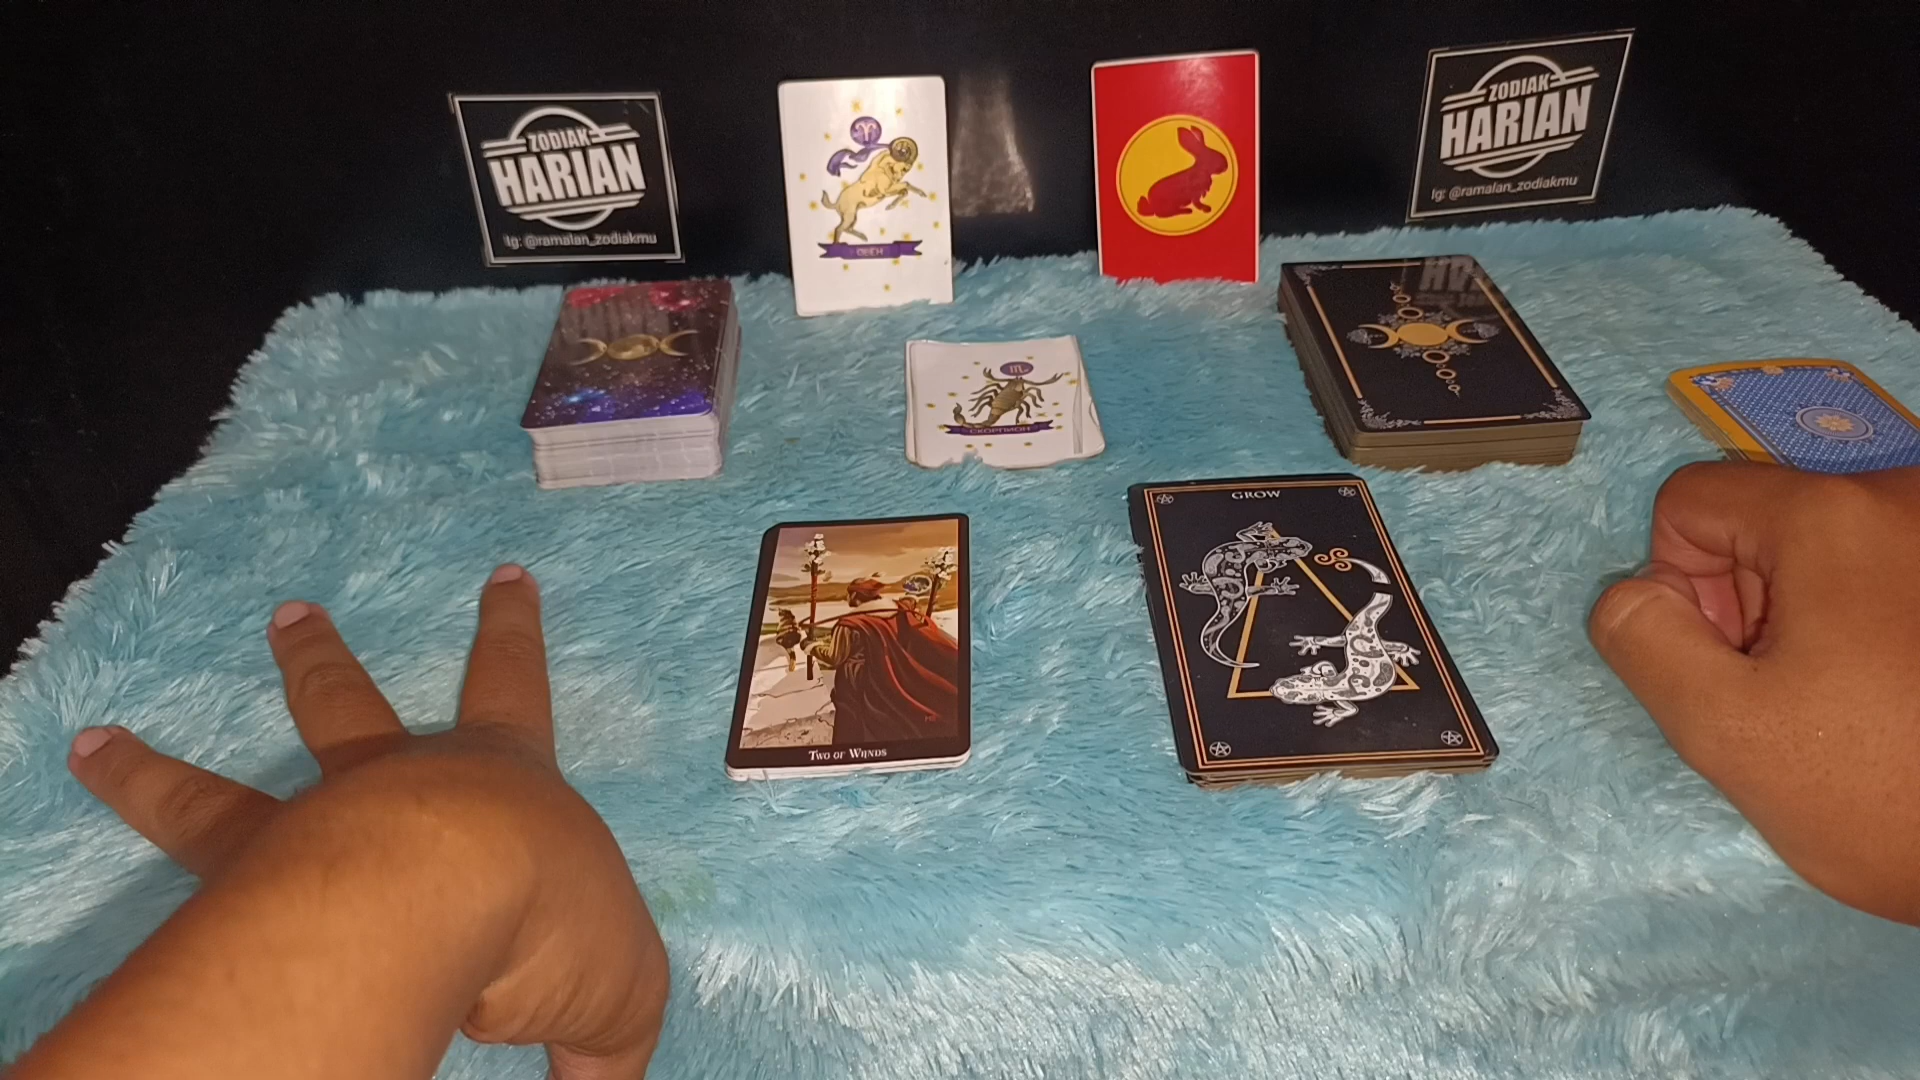 ZODIAK
HARIAN
Ig: @ramalan_zodiakmu
ОВЕН
ZODIAK
HARIAN
Ig: @ramalan_zodiakmu
СКОРПИОН
GROW
TWO OF WANDS